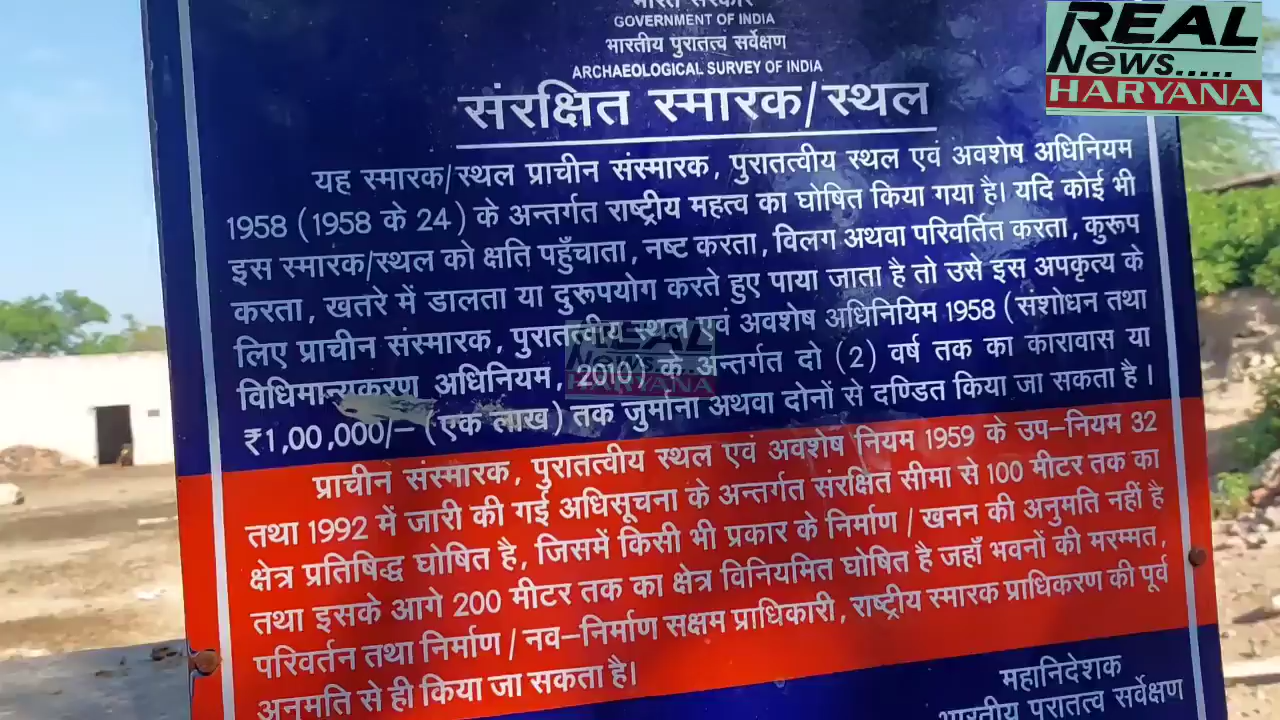 भारत सरकार
GOVERNMENT OF INDIA
भारतीय पुरातत्व सर्वेक्षण
ARCHAEOLOGICAL SURVEY OF INDIA
संरक्षित स्मारक/स्थल
यह स्मारक/स्थल प्राचीन संस्मारक, पुरातत्वीय स्थल एवं अवशेष अधिनियम
1958 (1958 के 24) के अन्तर्गत राष्ट्रीय महत्व का घोषित किया गया है। यदि कोई भी
इस स्मारक/स्थल को क्षति पहुँचाता, नष्ट करता, विलग अथवा परिवर्तित करता, कुरूप
करता, खतरे में डालता या दुरूपयोग करते हुए पाया जाता है तो उसे इस अपकृत्य के
लिए प्राचीन संस्मारक, पुरातत्वीय स्थल एवं अवशेष अधिनियिम 1958 (सशोधन तथा
विधिमान्यकरण अधिनियम, 2010) के अन्तर्गत दो (2) वर्ष तक का कारावास या
₹1,00,000/– (एक लाख) तक जुर्माना अथवा दोनों से दण्डित किया जा सकता है।
प्राचीन संस्मारक, पुरातत्वीय स्थल एवं अवशेष नियम 1959 के उप–नियम 32
तथा 1992 में जारी की गई अधिसूचना के अन्तर्गत संरक्षित सीमा से 100 मीटर तक का
क्षेत्र प्रतिषिद्ध घोषित है, जिसमें किसी भी प्रकार के निर्माण / खनन की अनुमति नहीं है
तथा इसके आगे 200 मीटर तक का क्षेत्र विनियमित घोषित है जहाँ भवनों की मरम्मत,
परिवर्तन तथा निर्माण / नव–निर्माण सक्षम प्राधिकारी, राष्ट्रीय स्मारक प्राधिकरण की पूर्व
अनुमति से ही किया जा सकता है।
महानिदेशक
भारतीय पुरातत्व सर्वेक्षण
REAL
News.....
HARYANA
REAL
News.....
HARYANA